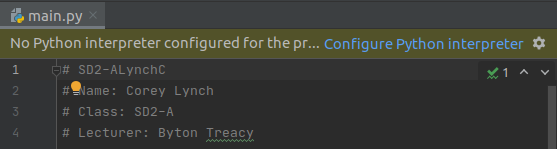 main.py
No Python interpreter configured for the pr... Configure Python interpreter
1 # SD2-ALynchC 1
2 # Name: Corey Lynch
3 # Class: SD2-A
4 # Lecturer: Byton Treacy